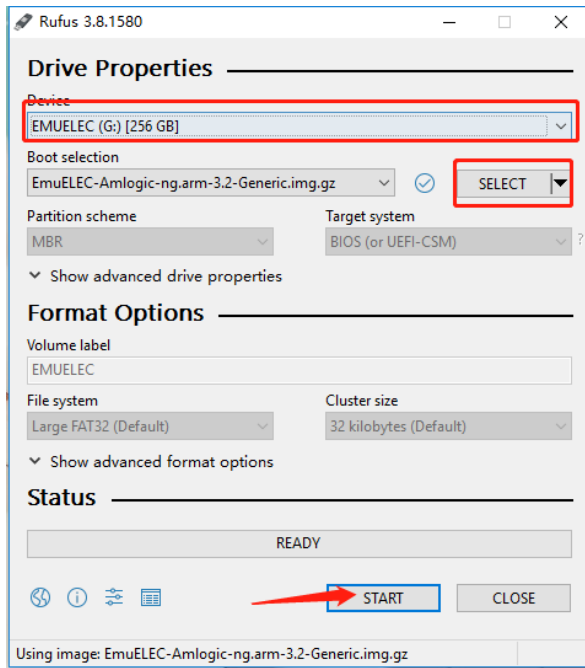 Rufus 3.8.1580
Drive Properties
Device
EMUELEC (G:) [256 GB]
Boot selection
EmuELEC-Amlogic-ng.arm-3.2-Generic.img.gz
SELECT
Partition scheme Target system
MBR BIOS (or UEFI-CSM) ?
Show advanced drive properties
Format Options
Volume label
EMUELEC
File system Cluster size
Large FAT32 (Default) 32 kilobytes (Default)
Show advanced format options
Status
READY
START CLOSE
Using image: EmuELEC-Amlogic-ng.arm-3.2-Generic.img.gz